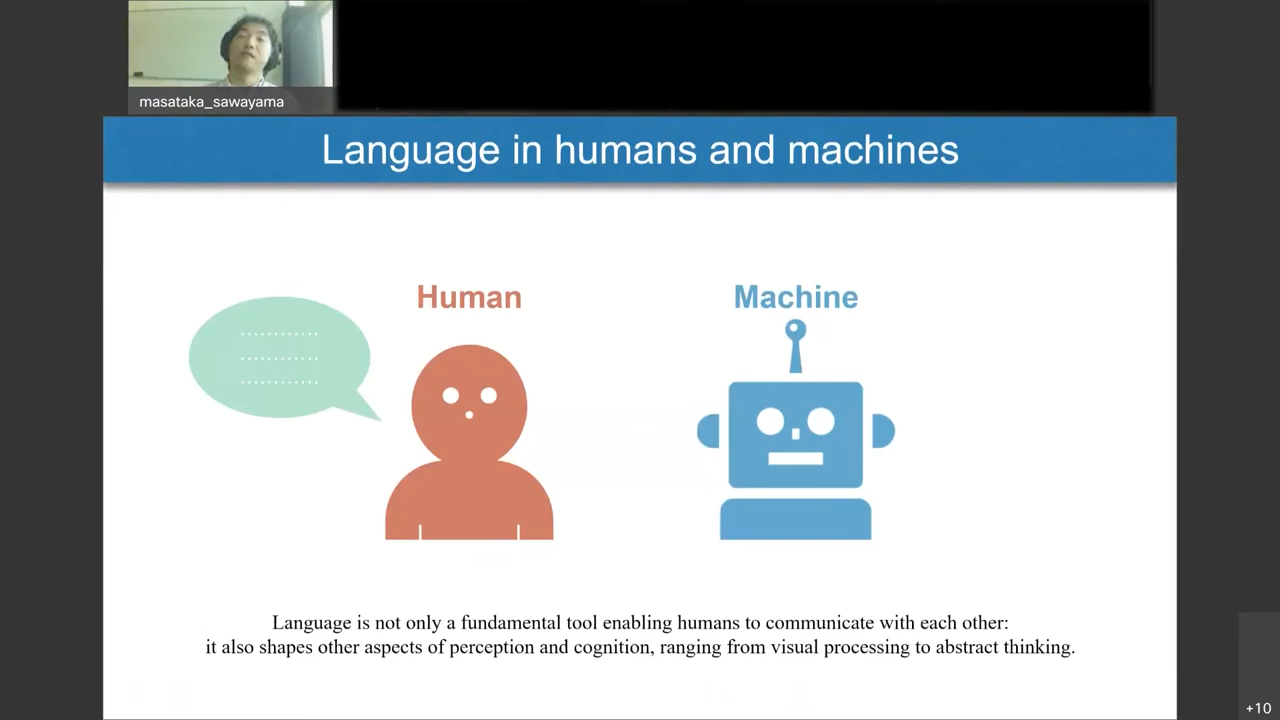 masataka_sawayama
Language in humans and machines
Human
Machine
Language is not only a fundamental tool enabling humans to communicate with each other:
it also shapes other aspects of perception and cognition, ranging from visual processing to abstract thinking.
+10